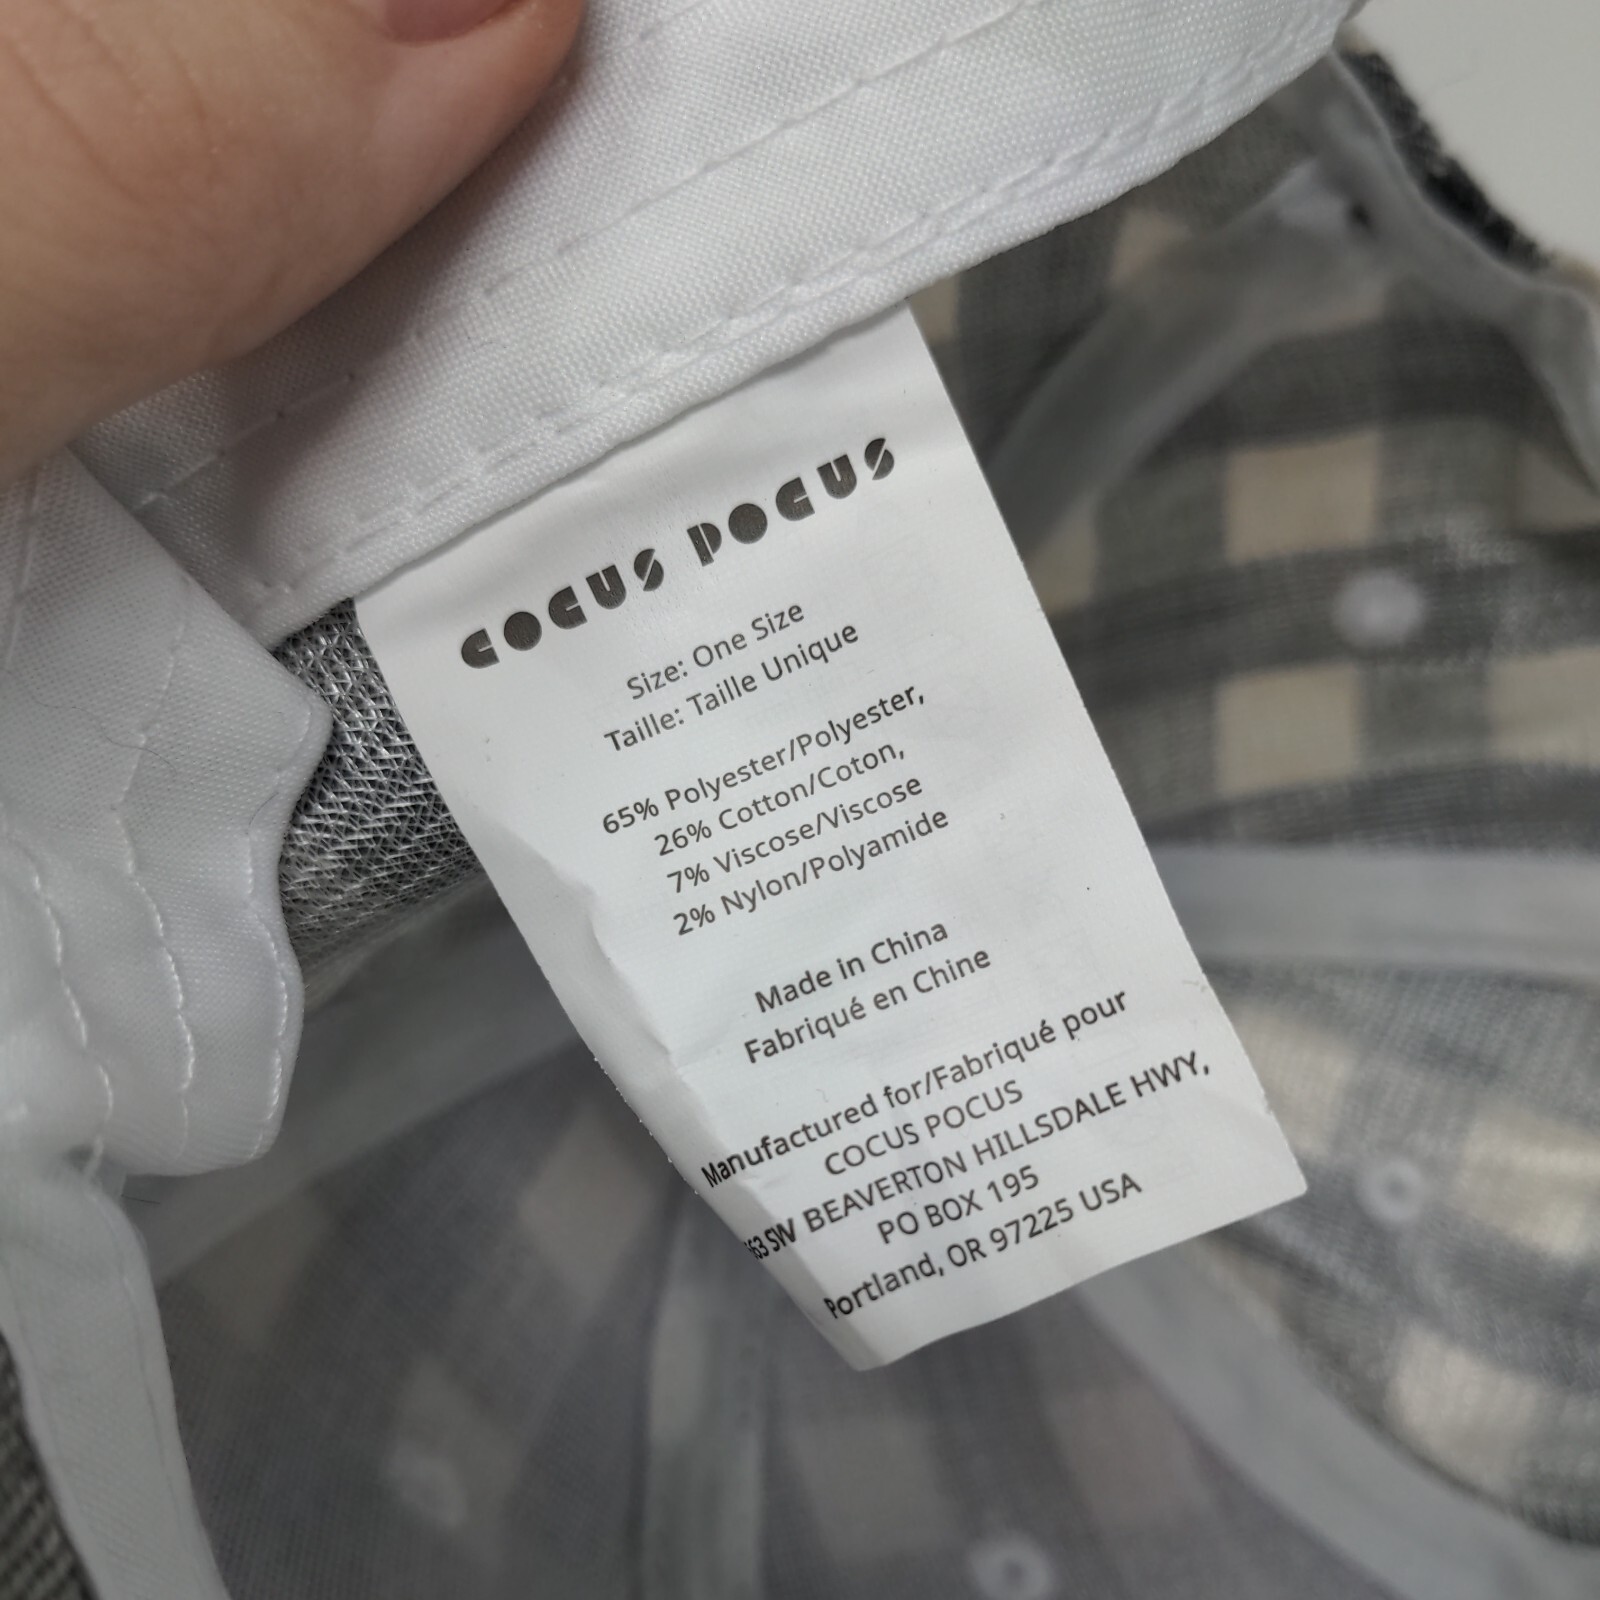 COCUS POCUS
Size: One Size
Taille: Taille Unique
65% Polyester/Polyester,
26% Cotton/Coton,
7% Viscose/Viscose
2% Nylon/Polyamide
Made in China
Fabriqué en Chine
Manufactured for/Fabriqué pour
COCUS POCUS
SW BEAVERTON HILLSDALE HWY,
PO BOX 195
Portland, OR 97225 USA